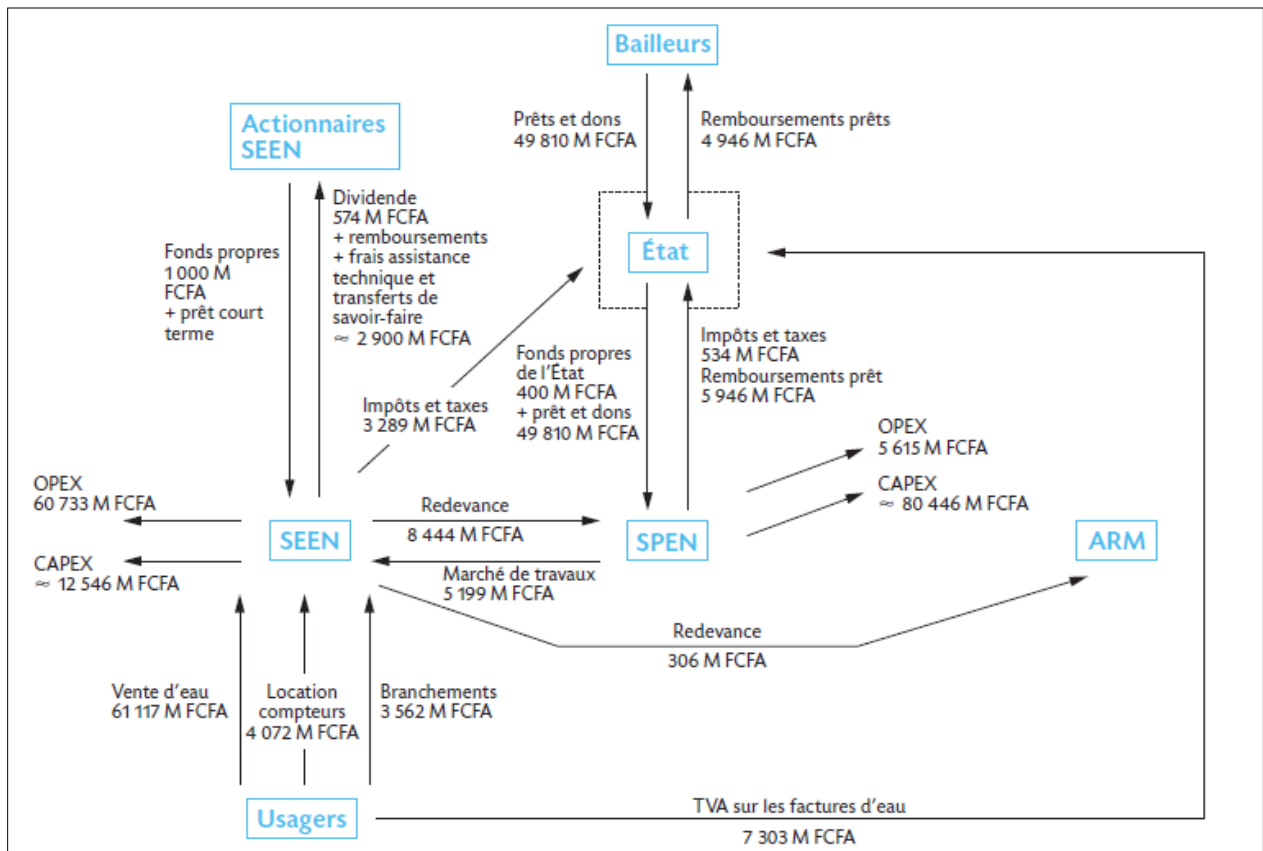 Bailleurs
Prêts et dons
49 810 M FCFA
Remboursements prêts
4 946 M FCFA
Actionnaires
SEEN
Fonds propres
1 000 M
FCFA
+ prêt court
terme
Dividende
574 M FCFA
+ remboursements
+ frais assistance
technique et
transferts de
savoir-faire
≈ 2 900 M FCFA
État
Impôts et taxes
3 289 M FCFA
Fonds propres
de l'État
400 M FCFA
+ prêt et dons
49 810 M FCFA
Impôts et taxes
534 M FCFA
Remboursements prêt
5 946 M FCFA
OPEX
5 615 M FCFA
CAPEX
≈ 80 446 M FCFA
OPEX
60 733 M FCFA
CAPEX
≈ 12 546 M FCFA
SEEN
Redevance
8 444 M FCFA
Marché de travaux
5 199 M FCFA
SPEN
ARM
Redevance
306 M FCFA
Vente d'eau
61 117 M FCFA
Location
compteurs
4 072 M FCFA
Branchements
3 562 M FCFA
Usagers
TVA sur les factures d'eau
7 303 M FCFA